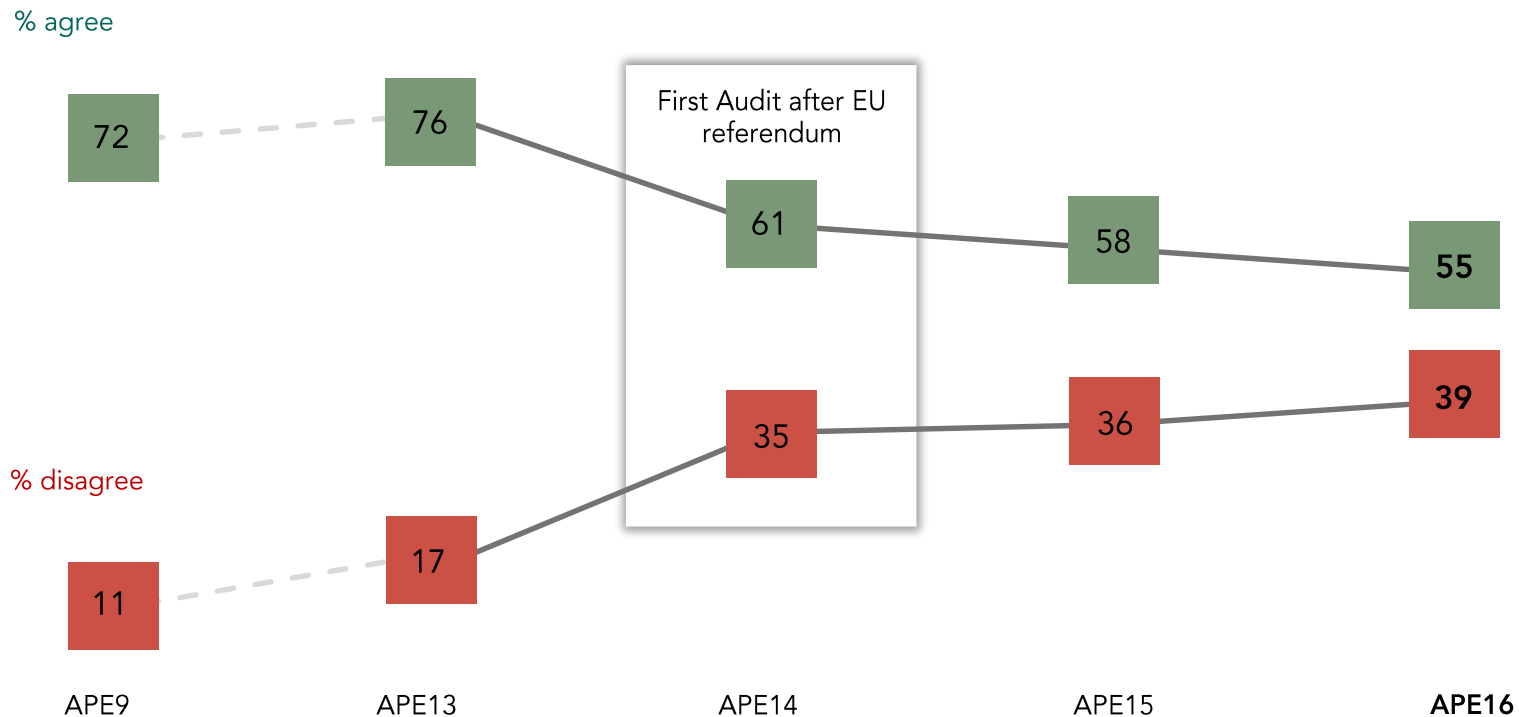 % agree
72
76
First Audit after EU
referendum
61
58
55
% disagree
11
17
35
36
39
APE9
APE13
APE14
APE15
APE16